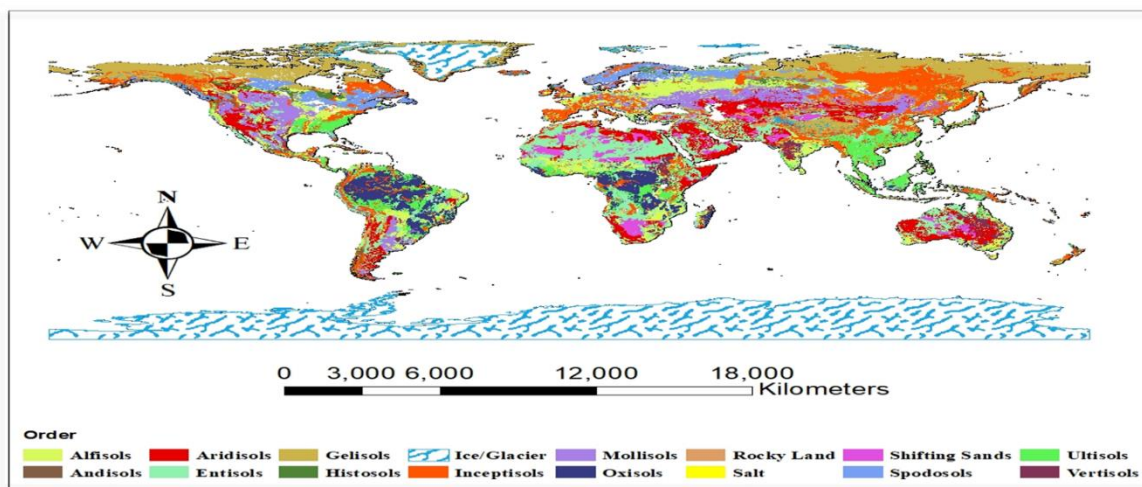 N
W E
S
0 3,000 6,000 12,000 18,000
Kilometers
Order
Alfisols Aridisols Gelisols Ice/Glacier Mollisols Rocky Land Shifting Sands Ultisols
Andisols Entisols Histosols Inceptisols Oxisols Salt Spodosols Vertisols